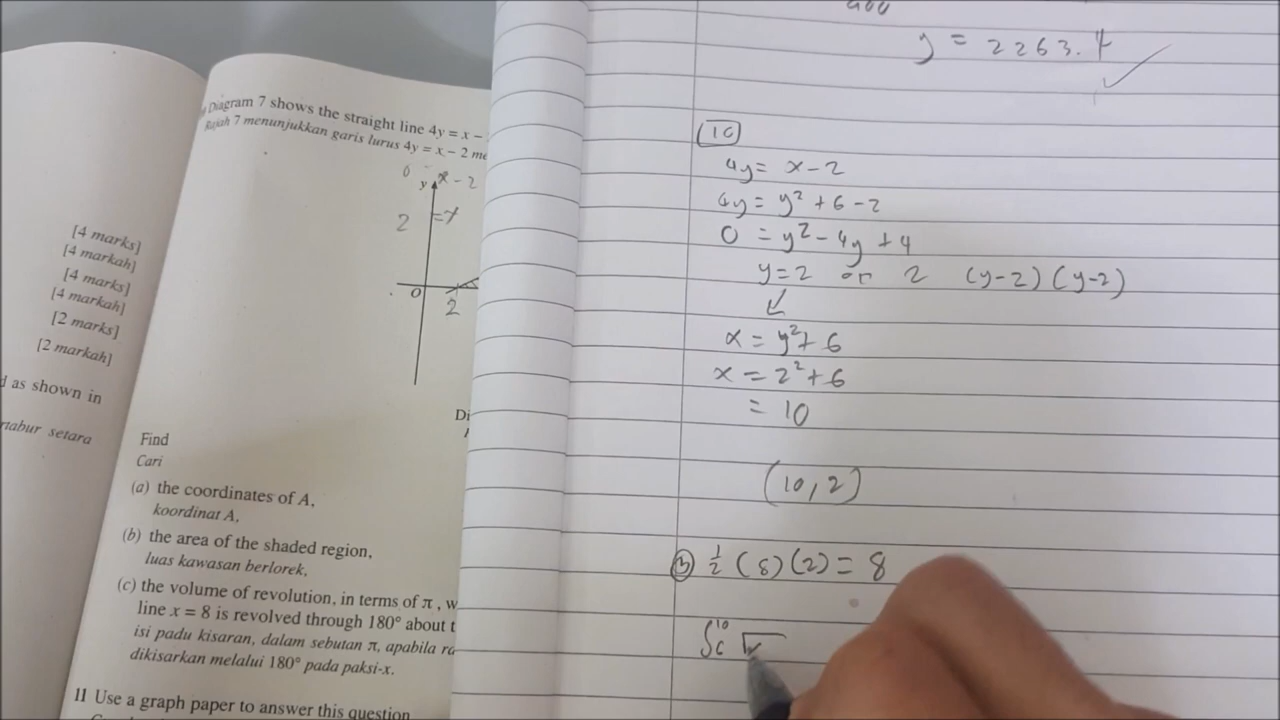 [4 marks]
[4 markah]
[4 marks]
[4 markah]
[2 marks]
[2 markah]
d as shown in
rtabur setara
Diagram 7 shows the straight line 4y = x –
Rajah 7 menunjukkan garis lurus 4y = x – 2 me
x - 2
y
2
O
2
Di
Find
Cari
(a) the coordinates of A,
koordinat A,
(b) the area of the shaded region,
luas kawasan berlorek,
(c) the volume of revolution, in terms of π, w
line x = 8 is revolved through 180° about t
isi padu kisaran, dalam sebutan π, apabila ra
dikisarkan melalui 180° pada paksi-x.
11 Use a graph paper to answer this question
y = 2263.4
10
4y = x - 2
4y = y² + 6 - 2
0 = y² - 4y + 4
y = 2 or 2 (y-2) (y-2)
x = y² + 6
x = 2² + 6
= 10
(10, 2)
b ½ (8) (2) = 8
∫₆¹⁰ √